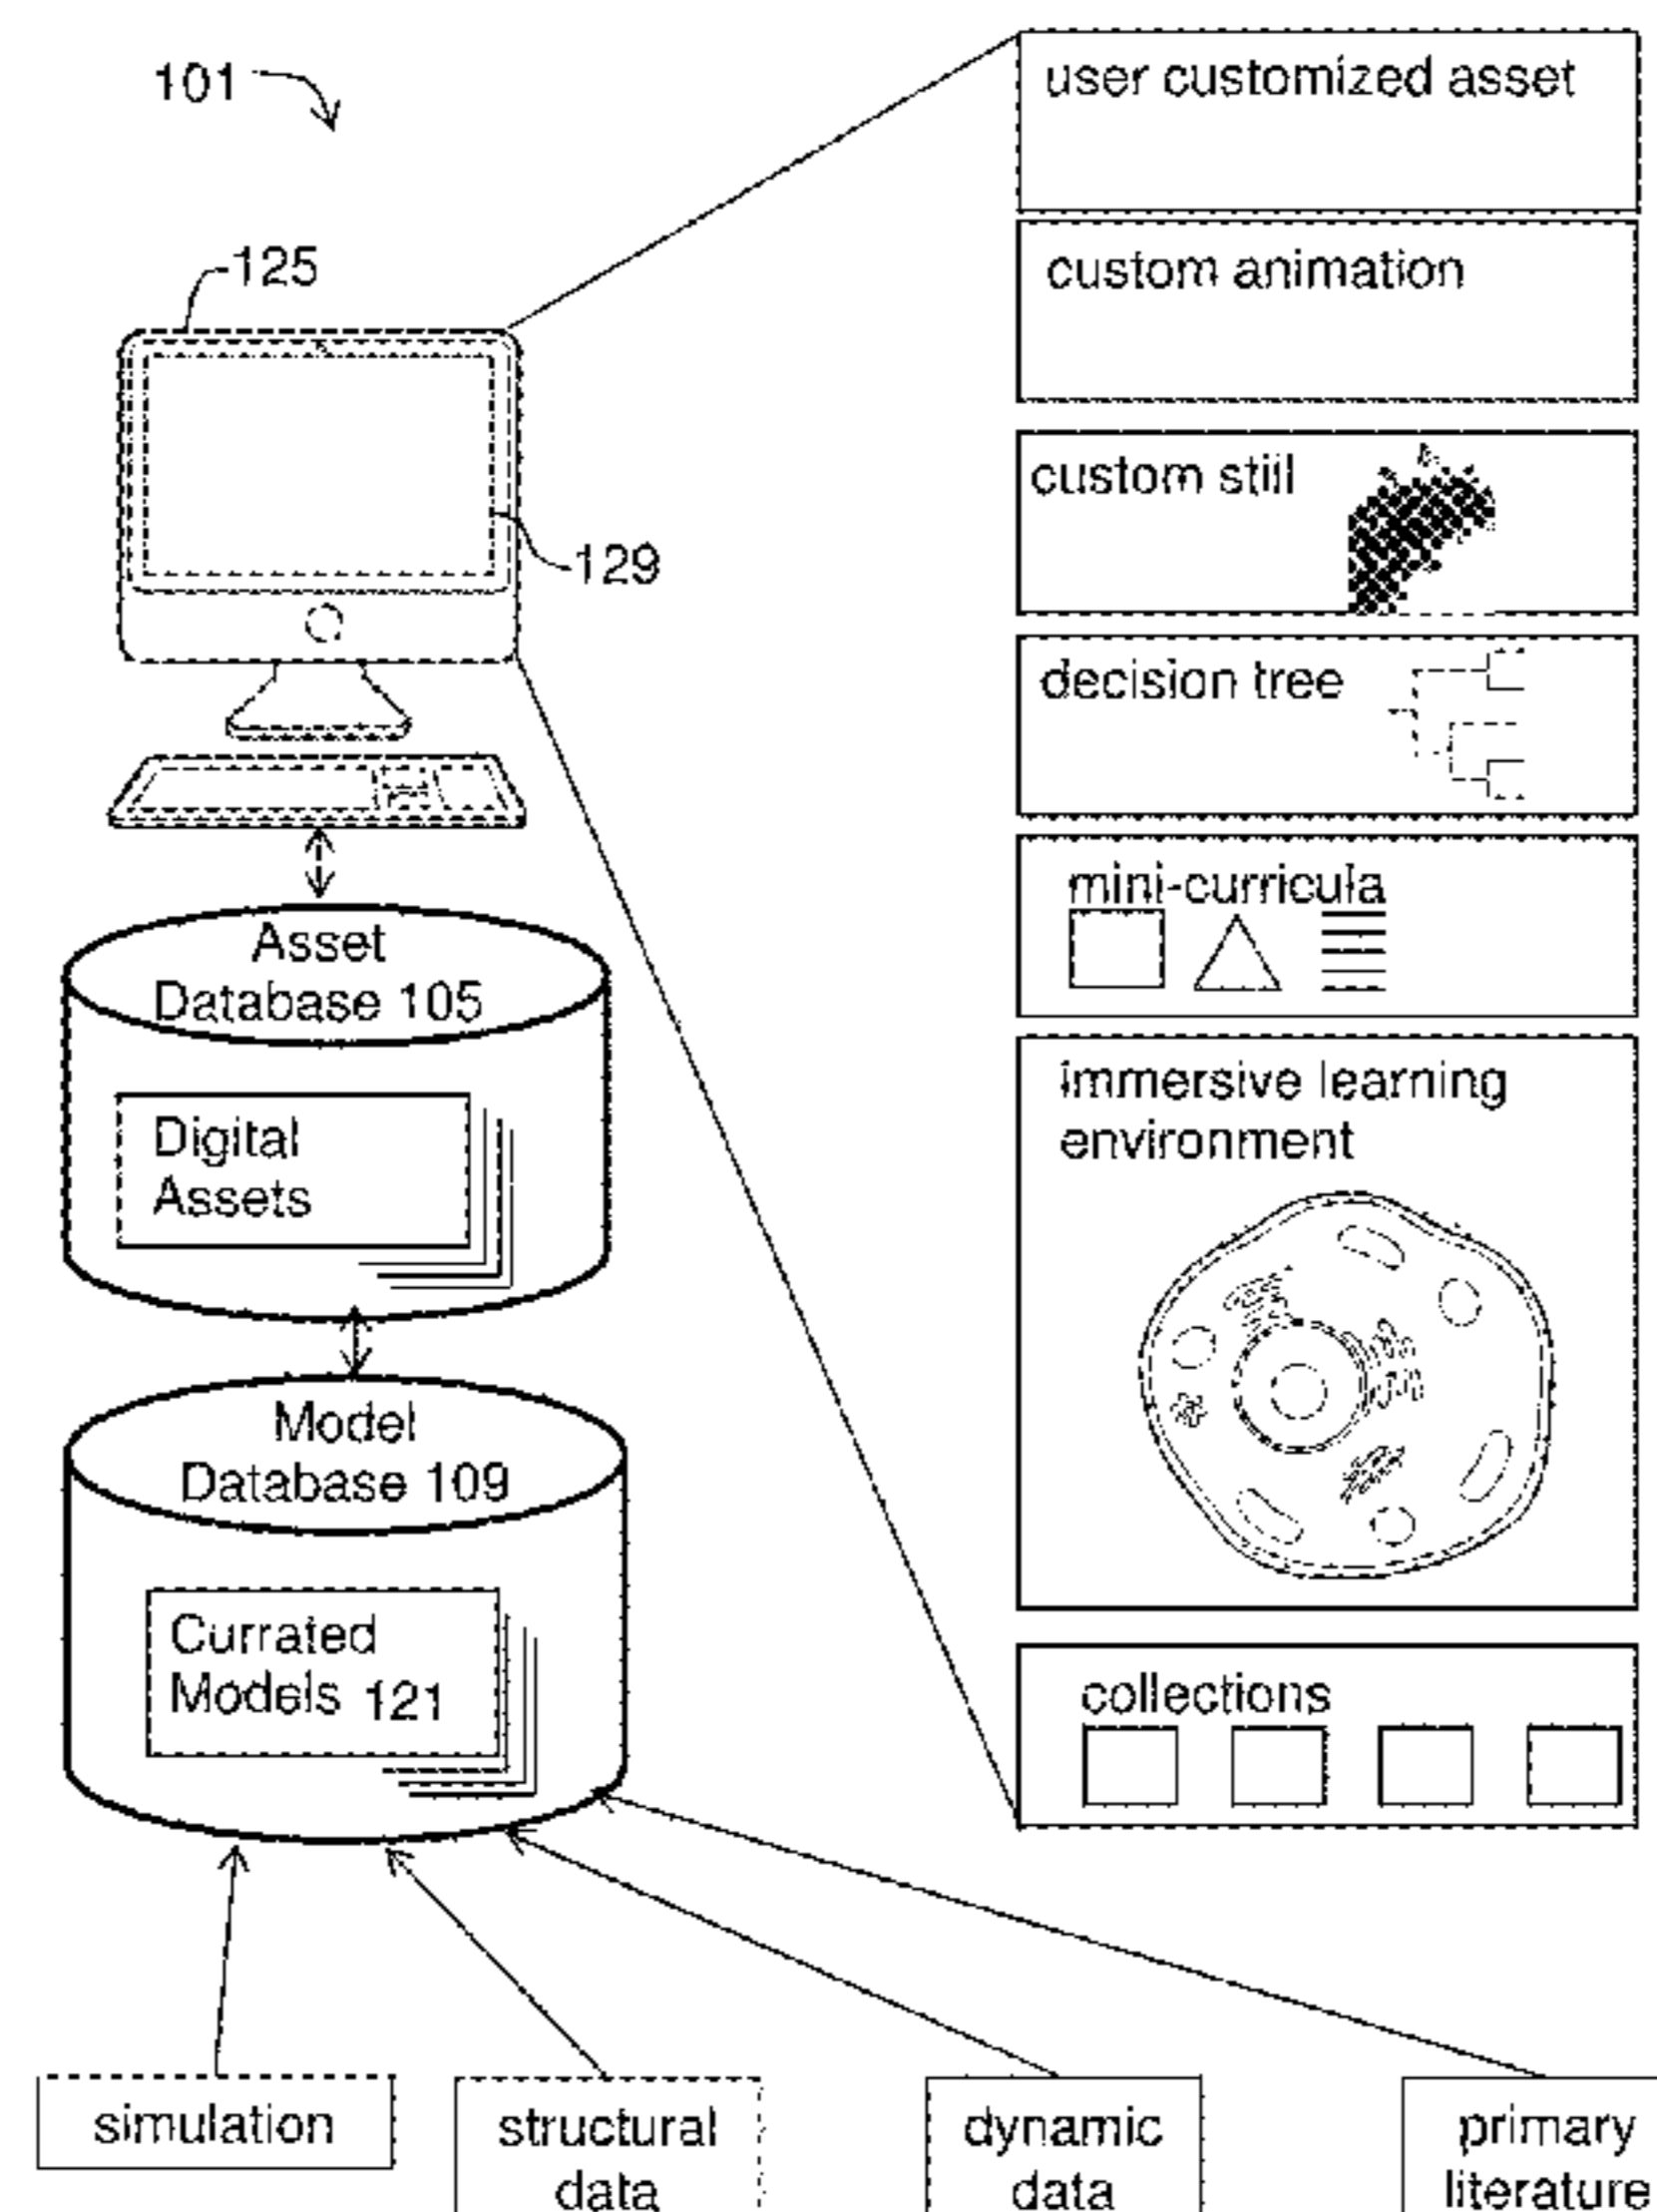 101
user customized asset
custom animation
125
custom still
129
decision tree
mini-curricula
Asset
Database 105
immersive learning
environment
Digital
Assets
Model
Database 109
Currated
Models 121
collections
simulation
structural
data
dynamic
data
primary
literature